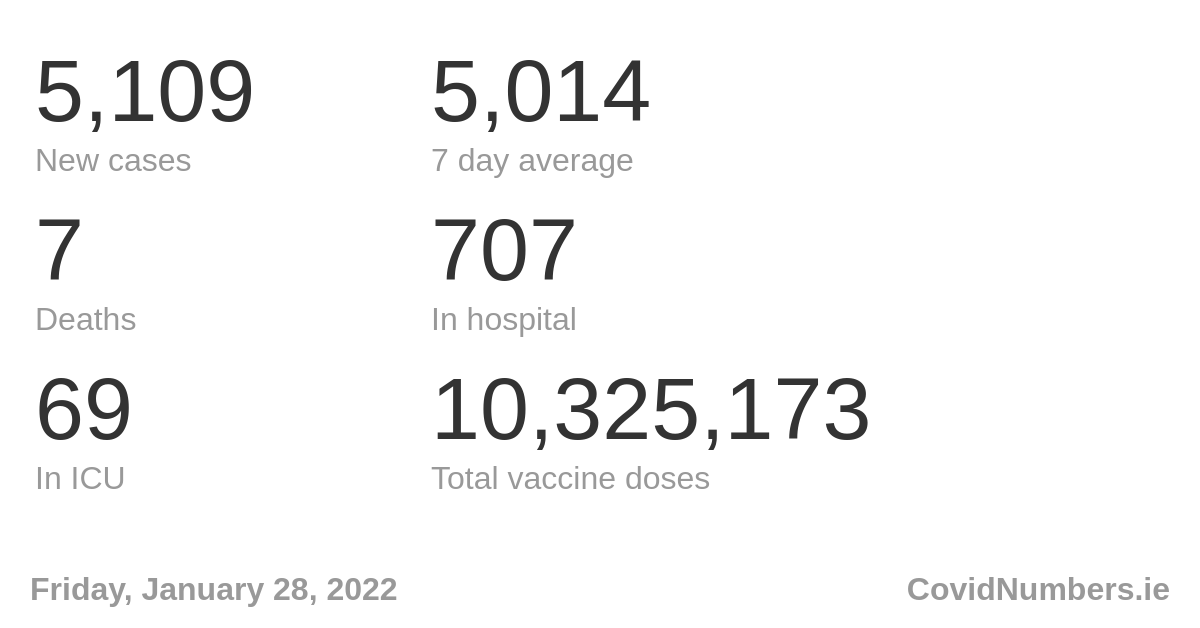 5,109 5,014
New cases 7 day average
7 707
Deaths In hospital
69 10,325,173
In ICU Total vaccine doses
Friday, January 28, 2022 CovidNumbers.ie